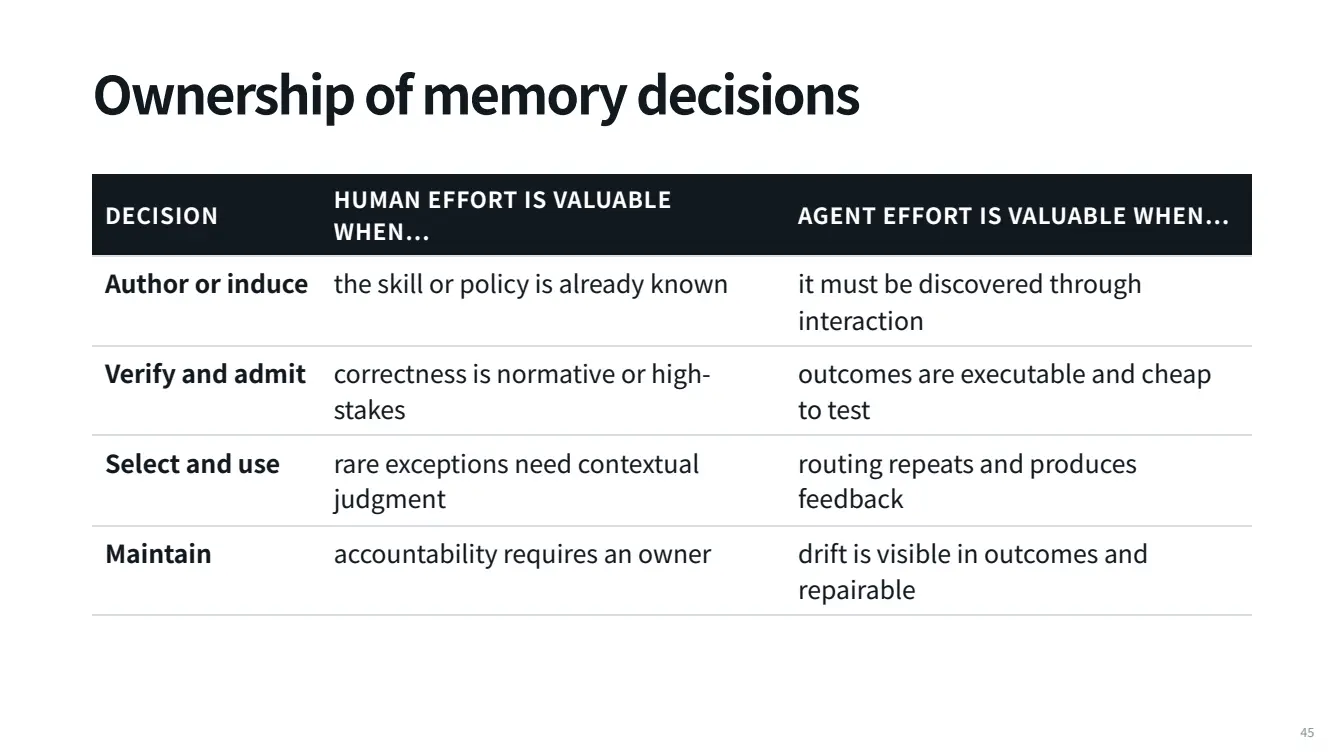 Ownership of memory decisions
DECISION
HUMAN EFFORT IS VALUABLE
WHEN...
AGENT EFFORT IS VALUABLE WHEN...
Author or induce
the skill or policy is already known
it must be discovered through
interaction
Verify and admit
correctness is normative or high-
stakes
outcomes are executable and cheap
to test
Select and use
rare exceptions need contextual
judgment
routing repeats and produces
feedback
Maintain
accountability requires an owner
drift is visible in outcomes and
repairable
45